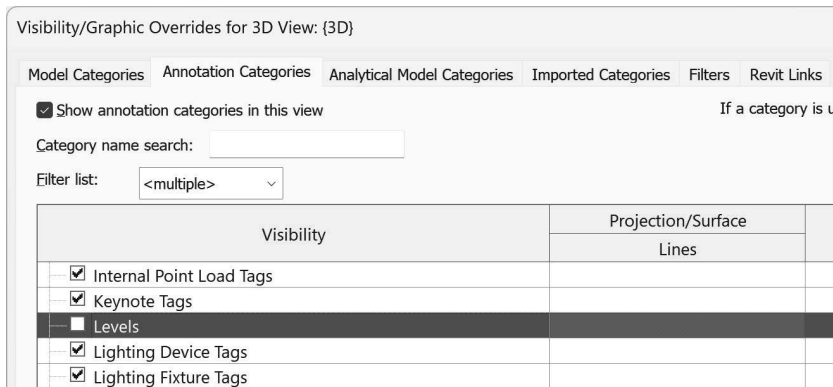 Visibility/Graphic Overrides for 3D View: {3D}
Model Categories Annotation Categories Analytical Model Categories Imported Categories Filters Revit Links
Show annotation categories in this view
If a category is u
Category name search:
Filter list: <multiple>
Visibility
Projection/Surface
Lines
Internal Point Load Tags
Keynote Tags
Levels
Lighting Device Tags
Lighting Fixture Tags